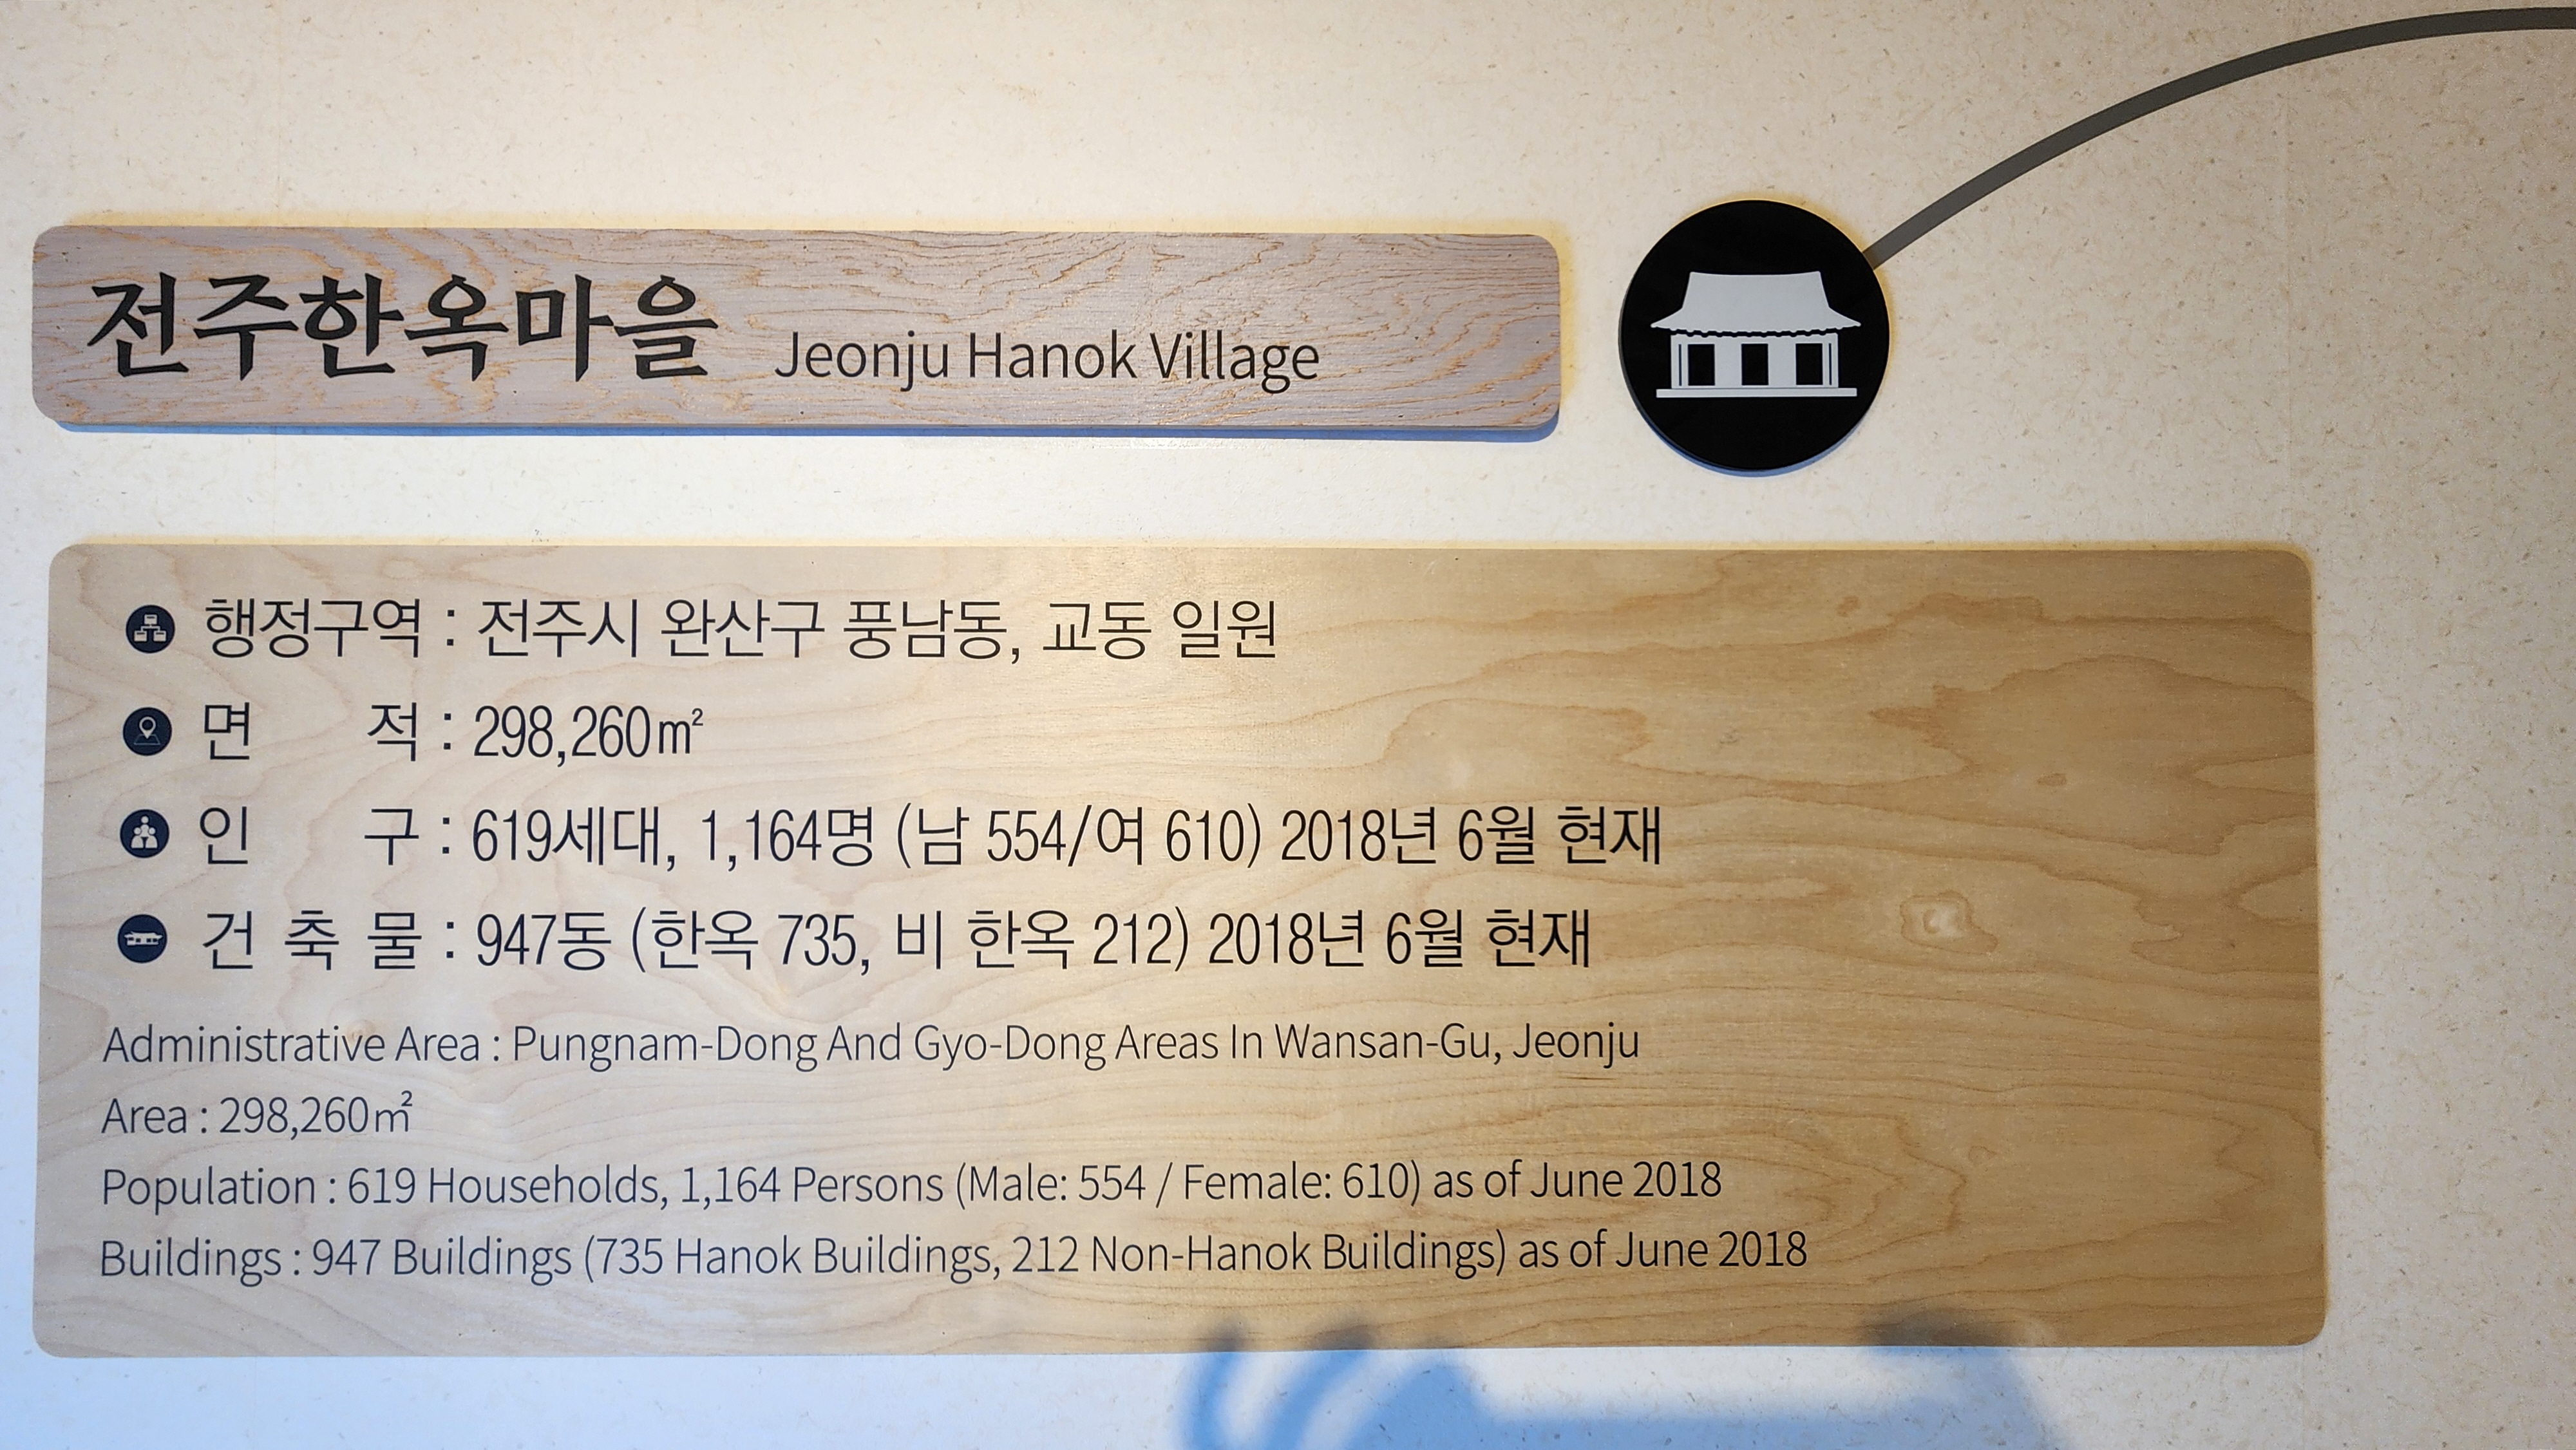 전주한옥마을 Jeonju Hanok Village
행정구역 : 전주시 완산구 풍남동, 교동 일원
면 적 : 298,260㎡
인 구 : 619세대, 1,164명 (남 554/여 610) 2018년 6월 현재
건 축 물 : 947동 (한옥 735, 비 한옥 212) 2018년 6월 현재
Administrative Area : Pungnam-Dong And Gyo-Dong Areas In Wansan-Gu, Jeonju
Area : 298,260㎡
Population : 619 Households, 1,164 Persons (Male: 554 / Female: 610) as of June 2018
Buildings : 947 Buildings (735 Hanok Buildings, 212 Non-Hanok Buildings) as of June 2018